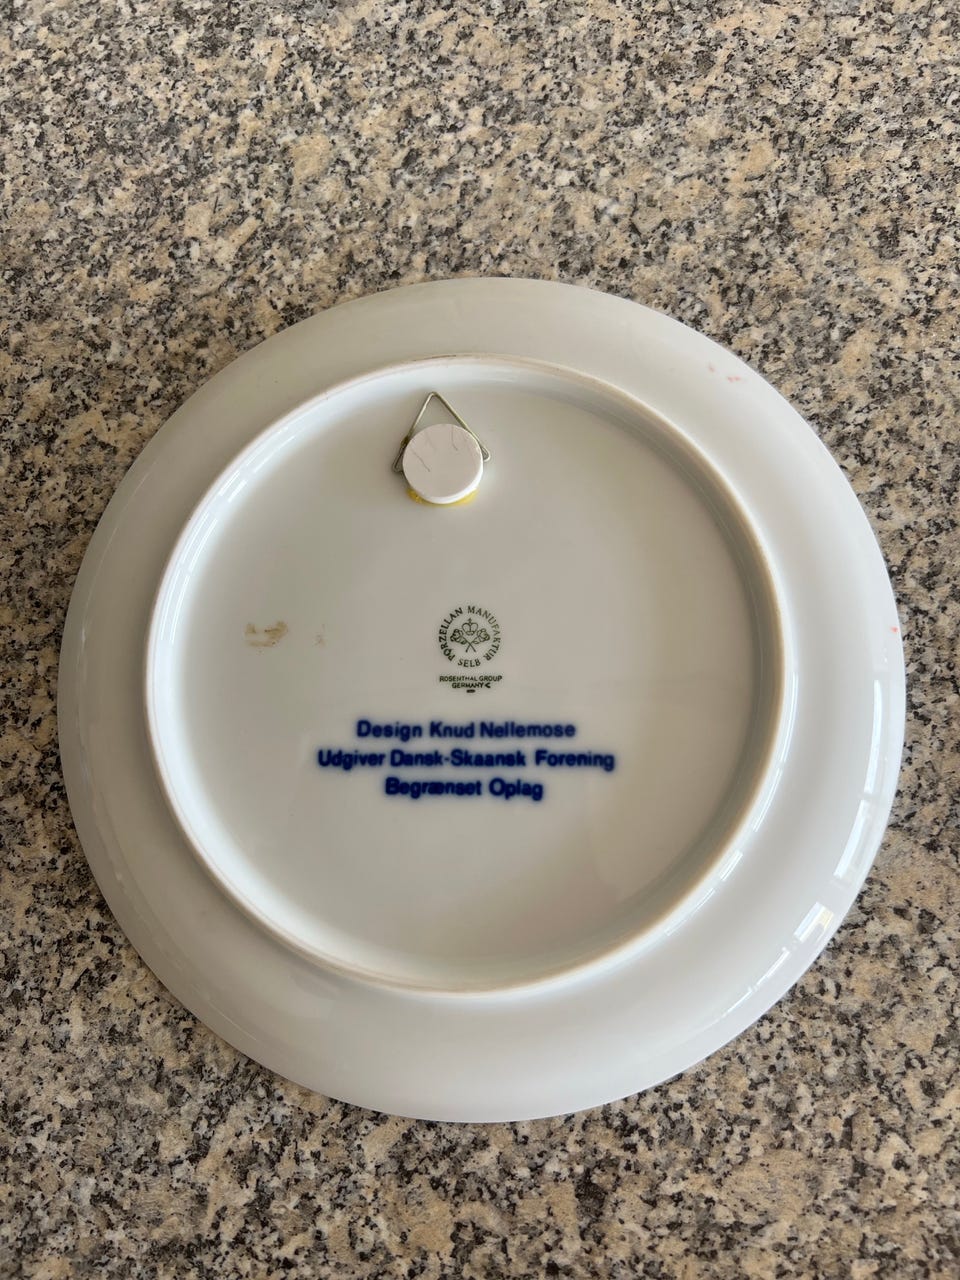 PORZELLAN MANUFAKTUR
SELB
ROSENTHAL GROUP
GERMANY
Design Knud Nellemose
Udgiver Dansk-Skaansk Forening
Begrænset Oplag